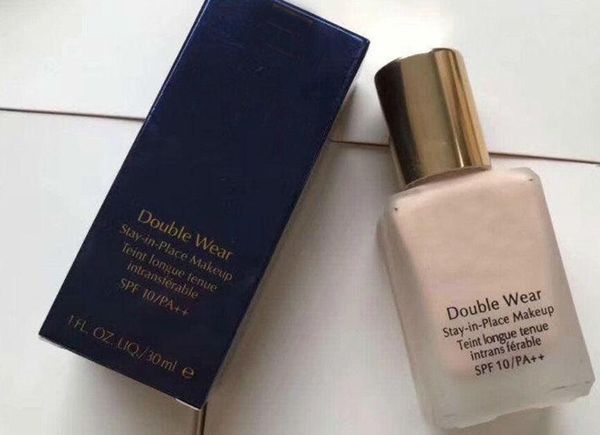 Double Wear
Stay-in-Place Makeup
Teint longue tenue
intransférable
SPF 10/PA++
1 FL. OZ. LIQ./30 ml e
Double Wear
Stay-in-Place Makeup
Teint longue tenue
intrans férable
SPF 10/PA++